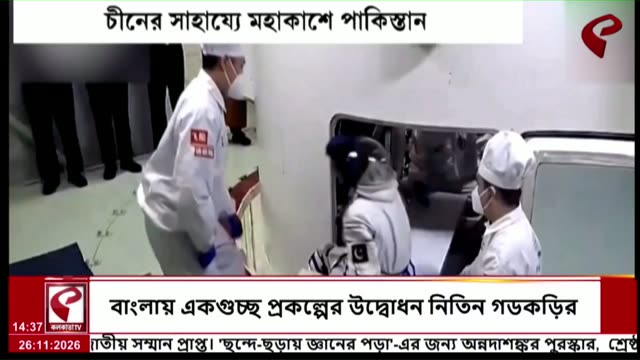 চীনের সাহায্যে মহাকাশে পাকিস্তান
বাংলায় একগুচ্ছ প্রকল্পের উদ্বোধন নিতিন গডকড়ির
কলকাতা TV
14:37
26:11:2026
জাতীয় সম্মান প্রাপ্ত। 'ছন্দে-ছড়ায় জ্ঞানের পড়া'-এর জন্য অন্নদাশঙ্কর পুরস্কার, শ্রেষ্ঠ